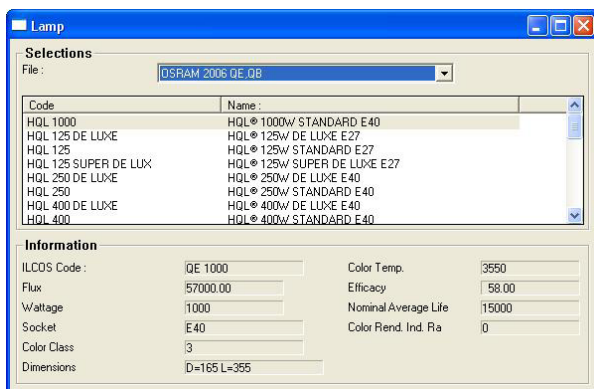 Lamp
Selections
File : OSRAM 2006 QE,QB
Code Name :
HQL 1000 HQL® 1000W STANDARD E40
HQL 125 DE LUXE HQL® 125W DE LUXE E27
HQL 125 HQL® 125W STANDARD E27
HQL 125 SUPER DE LUX HQL® 125W SUPER DE LUXE E27
HQL 250 DE LUXE HQL® 250W DE LUXE E40
HQL 250 HQL® 250W STANDARD E40
HQL 400 DE LUXE HQL® 400W DE LUXE E40
HQL 400 HQL® 400W STANDARD E40
Information
ILCOS Code : QE 1000 Color Temp. 3550
Flux 57000.00 Efficacy 58.00
Wattage 1000 Nominal Average Life 15000
Socket E40 Color Rend. Ind. Ra 0
Color Class 3
Dimensions D=165 L=355